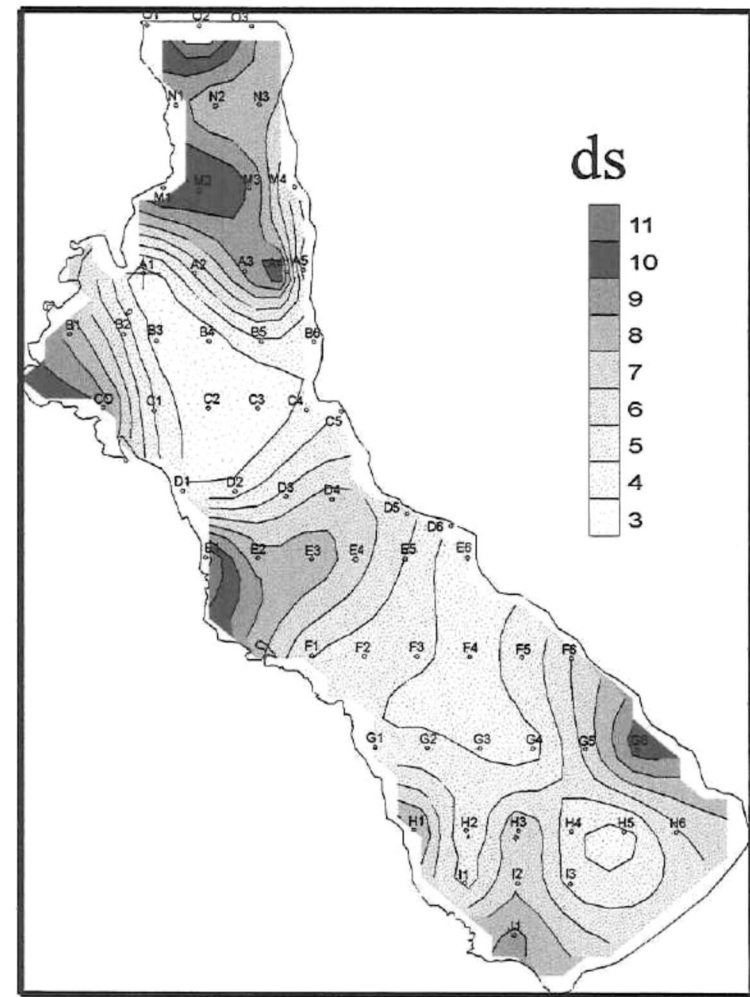 O1 O2 O3
N1 N2 N3
ds
M1 M2 M3 M4
11
10
9
8
7
6
5
4
3
A1 A2 A3 A5
B1 B2 B3 B4 B5 B6
C1 C2 C3 C4 C5
D1 D2 D3 D4 D5 D6
E1 E2 E3 E4 E5 E6
F1 F2 F3 F4 F5 F6
G1 G2 G3 G4 G5 G6
H1 H2 H3 H4 H5 H6
I1 I2 I3